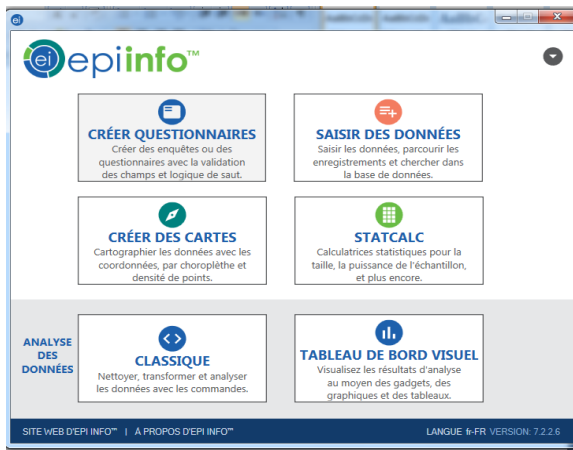 ei
ei epiinfo™
CRÉER QUESTIONNAIRES
Créer des enquêtes ou des
questionnaires avec la validation
des champs et logique de saut.
SAISIR DES DONNÉES
Saisir les données, parcourir les
enregistrements et chercher dans
la base de données.
CRÉER DES CARTES
Cartographier les données avec les
coordonnées, par choroplèthe et
densité de points.
STATCALC
Calculatrices statistiques pour la
taille, la puissance de l'échantillon,
et plus encore.
ANALYSE
DES
DONNÉES
CLASSIQUE
Nettoyer, transformer et analyser
les données avec les commandes.
TABLEAU DE BORD VISUEL
Visualisez les résultats d'analyse
au moyen des gadgets, des
graphiques et des tableaux.
SITE WEB D'EPI INFO™ | À PROPOS D'EPI INFO™
LANGUE fr-FR VERSION: 7.2.2.6